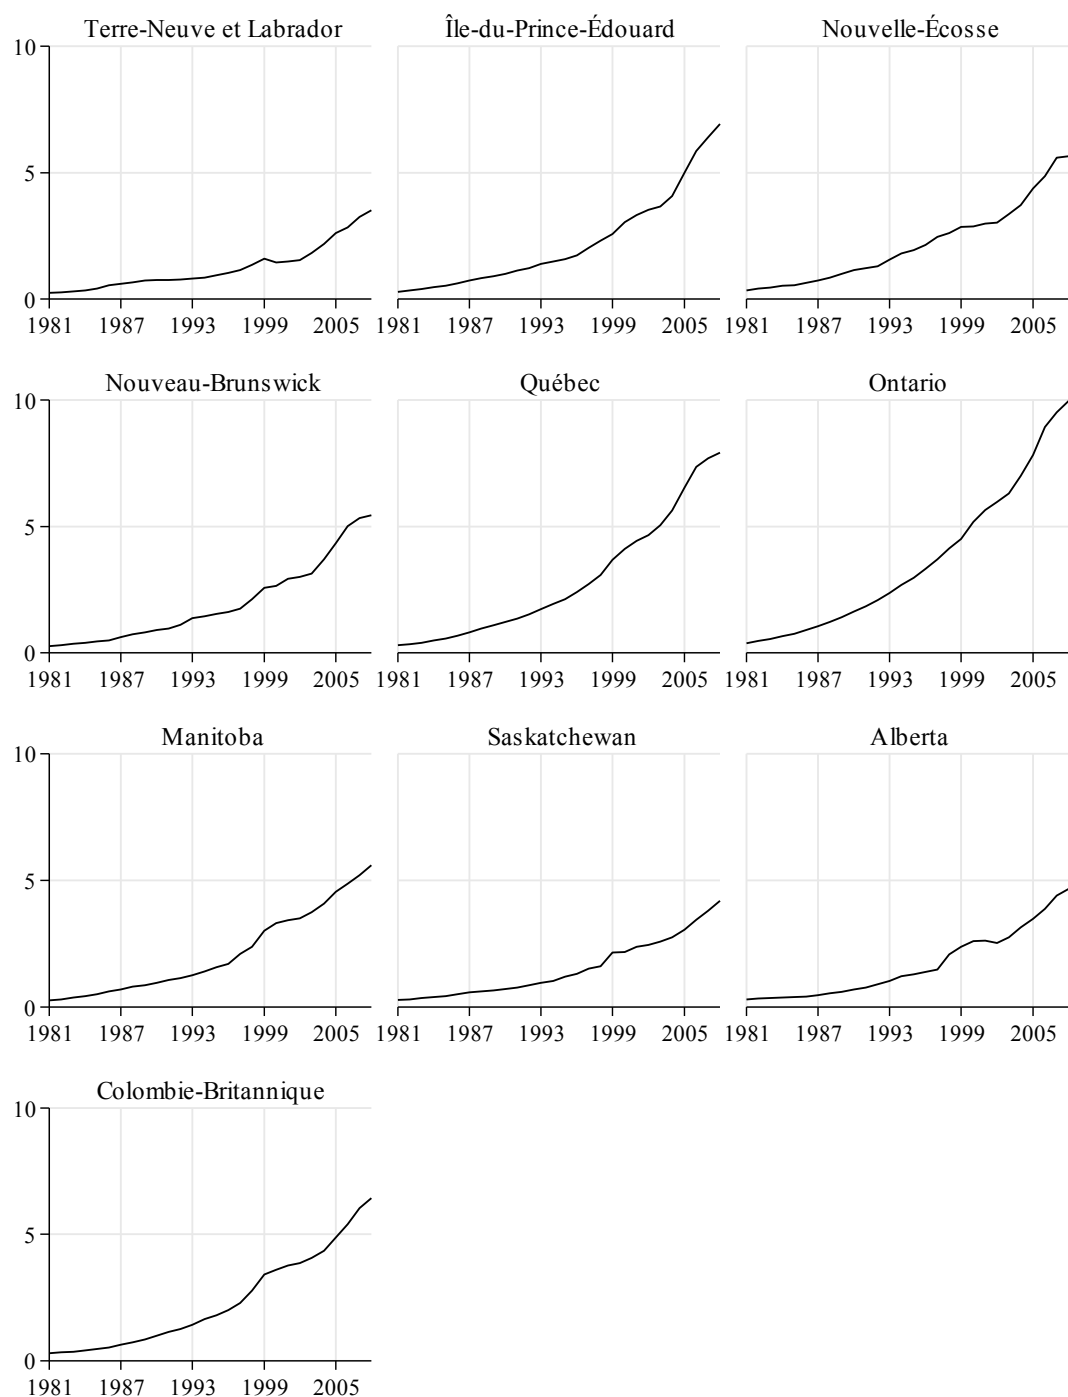 Terre-Neuve et Labrador Île-du-Prince-Édouard Nouvelle-Écosse
10
5
0
1981 1987 1993 1999 2005 1981 1987 1993 1999 2005 1981 1987 1993 1999 2005
Nouveau-Brunswick Québec Ontario
10
5
0
1981 1987 1993 1999 2005 1981 1987 1993 1999 2005 1981 1987 1993 1999 2005
Manitoba Saskatchewan Alberta
10
5
0
1981 1987 1993 1999 2005 1981 1987 1993 1999 2005 1981 1987 1993 1999 2005
Colombie-Britannique
10
5
0
1981 1987 1993 1999 2005